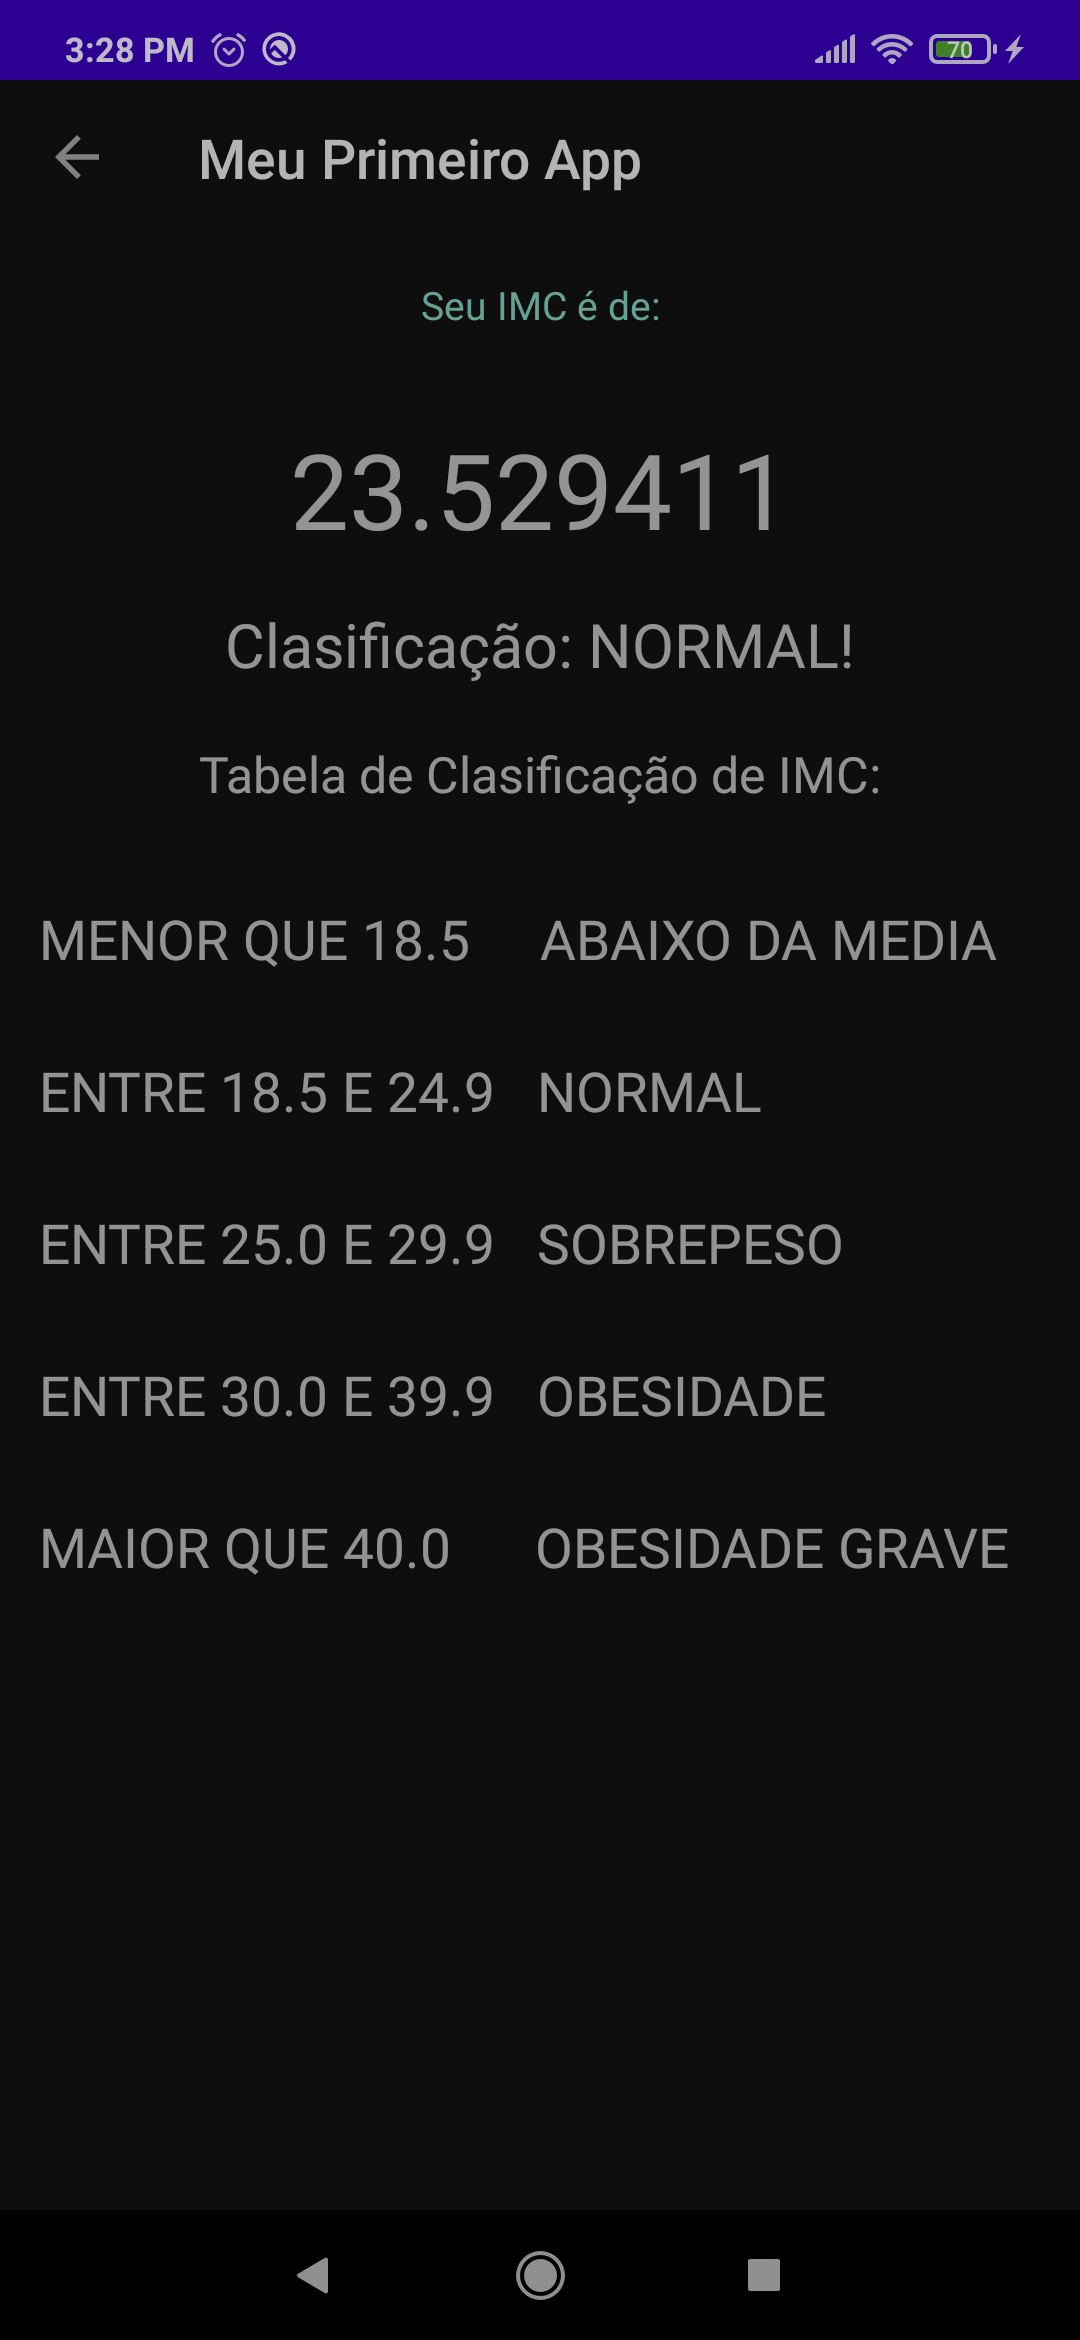 3:28 PM 70
Meu Primeiro App
Seu IMC é de:
23.529411
Clasificação: NORMAL!
Tabela de Clasificação de IMC:
MENOR QUE 18.5 ABAIXO DA MEDIA
ENTRE 18.5 E 24.9 NORMAL
ENTRE 25.0 E 29.9 SOBREPESO
ENTRE 30.0 E 39.9 OBESIDADE
MAIOR QUE 40.0 OBESIDADE GRAVE